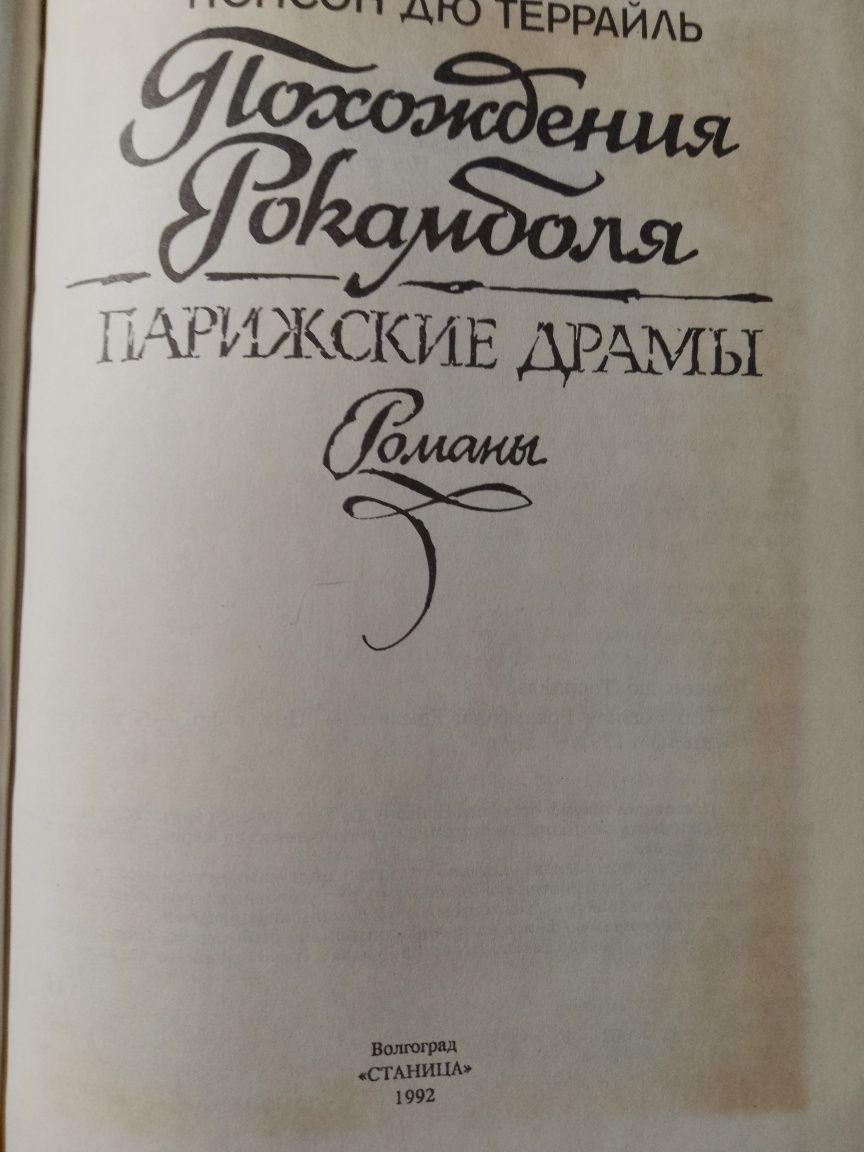 ПОНСОН ДЮ ТЕРРАЙЛЬ
Похождения
Рокамболя
ПАРИЖСКИЕ ДРАМЫ
Романы
Волгоград
«СТАНИЦА»
1992